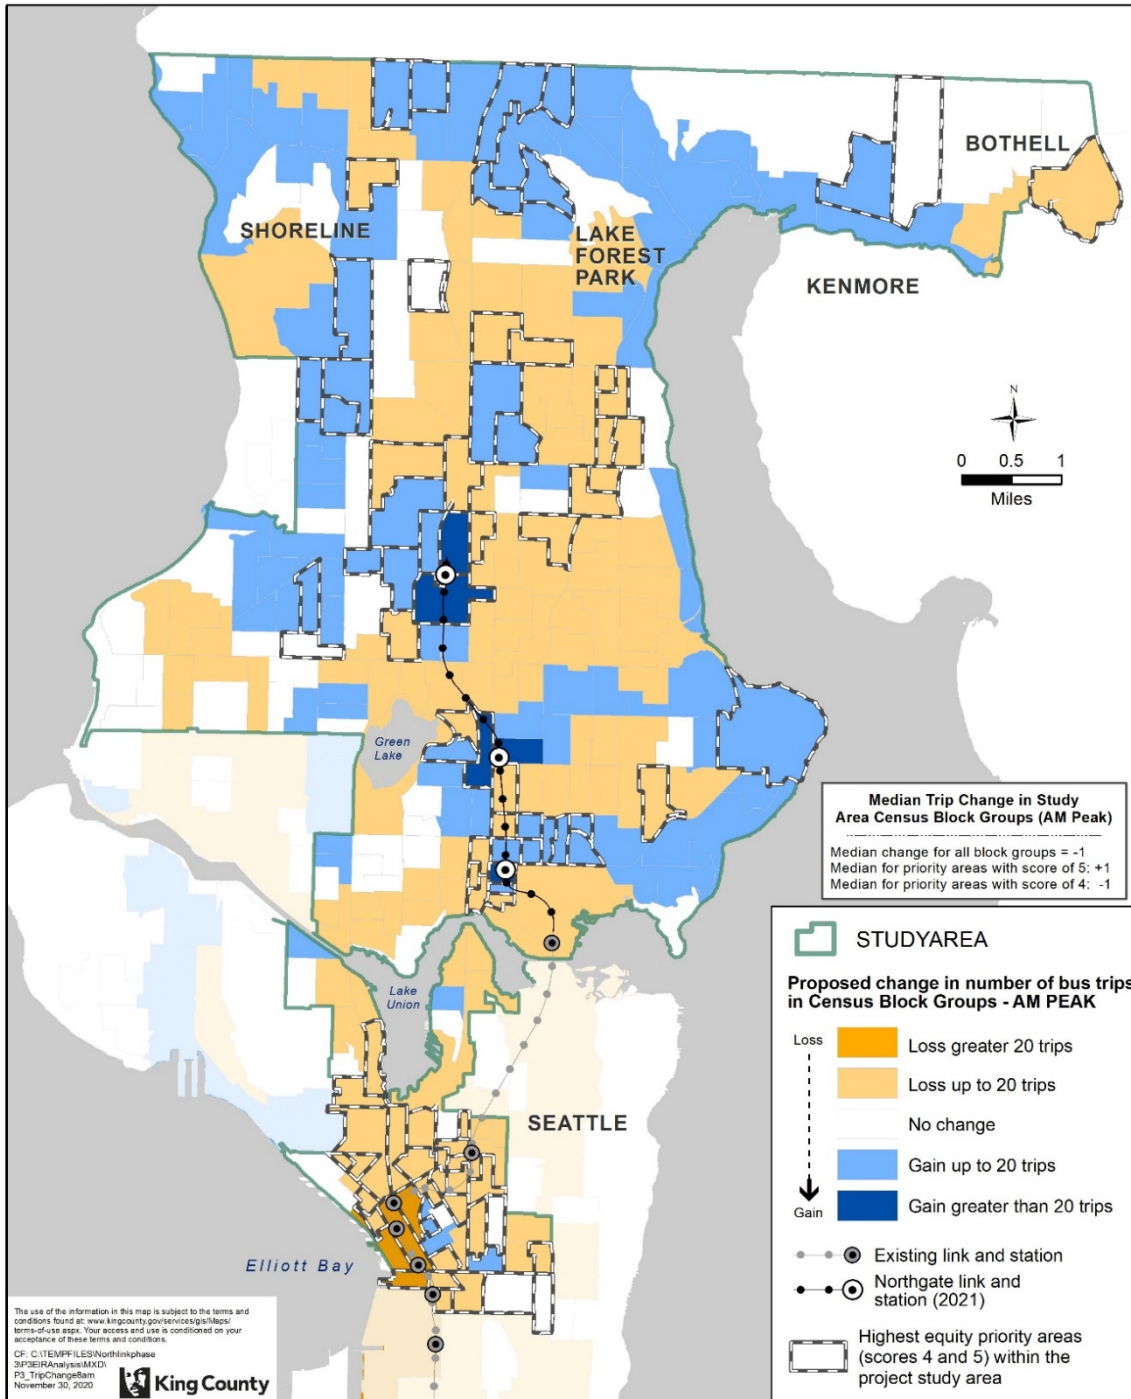 BOTHELL
SHORELINE
LAKE
FOREST
PARK
KENMORE
N
0 0.5 1
Miles
Green
Lake
Median Trip Change in Study
Area Census Block Groups (AM Peak)
Median change for all block groups = -1
Median for priority areas with score of 5: +1
Median for priority areas with score of 4: -1
STUDYAREA
Proposed change in number of bus trips
in Census Block Groups - AM PEAK
Loss
Loss greater 20 trips
Loss up to 20 trips
No change
Gain up to 20 trips
Gain
Gain greater than 20 trips
Existing link and station
Northgate link and
station (2021)
Highest equity priority areas
(scores 4 and 5) within the
project study area
Lake
Union
SEATTLE
Elliott Bay
The use of the information in this map is subject to the terms and
conditions found at: www.kingcounty.gov/services/gis/Maps/
terms-of-use.aspx. Your access and use is conditioned on your
acceptance of these terms and conditions.
CF: C:\TEMPFILES\Northlinkphase
3\P3EIRAnalysis\MXD\
P3_TripChange8am
November 30, 2020
King County